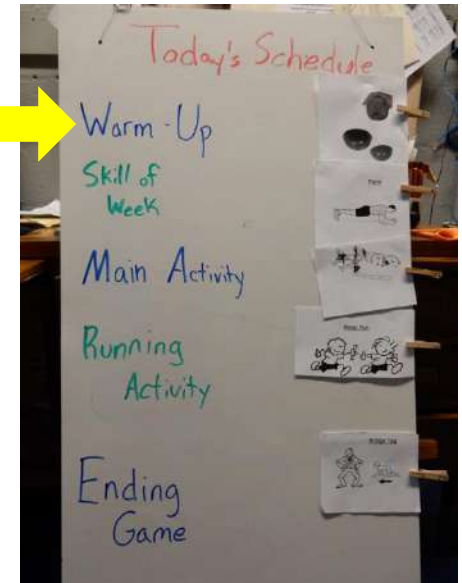 Today's Schedule
Warm-Up
Skill of
Week
Main Activity
Running
Activity
Ending
Game